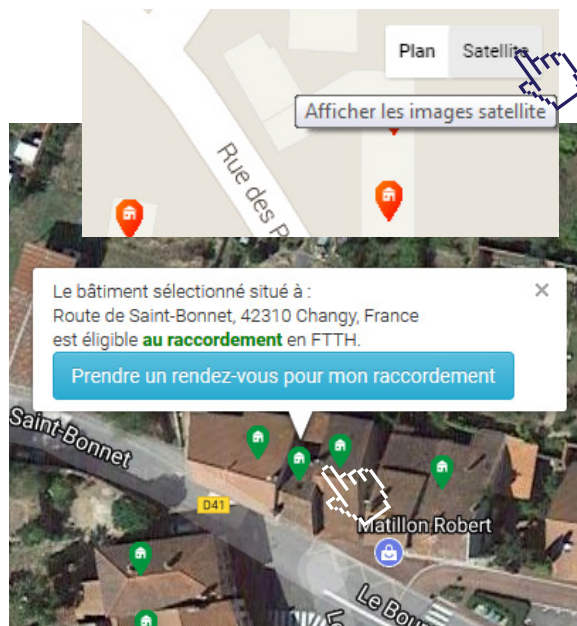 Plan Satellite
Afficher les images satellite
Rue des P
Le bâtiment sélectionné situé à :
Route de Saint-Bonnet, 42310 Changy, France
est éligible au raccordement en FTTH.
Prendre un rendez-vous pour mon raccordement
Saint-Bonnet
D41
Matillon Robert
Le Bour